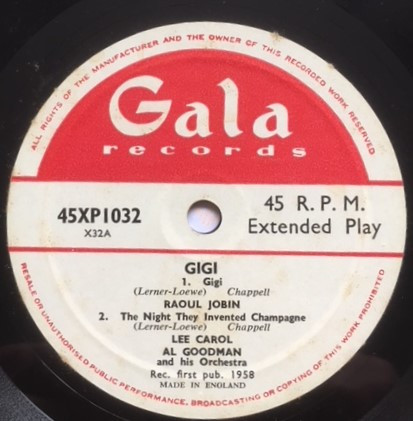 ALL RIGHTS OF THE MANUFACTURER AND THE OWNER OF THIS RECORDED WORK RESERVED
Gala
records
45XP1032
X32A
45 R.P.M.
Extended Play
GIGI
1. Gigi
(Lerner-Loewe) Chappell
RAOUL JOBIN
2. The Night They Invented Champagne
(Lerner-Loewe) Chappell
LEE CAROL
AL GOODMAN
and his Orchestra
Rec. first pub. 1958
MADE IN ENGLAND
RESALE OR UNAUTHORISED PUBLIC PERFORMANCE, BROADCASTING OR COPYING OF THIS WORK PROHIBITED